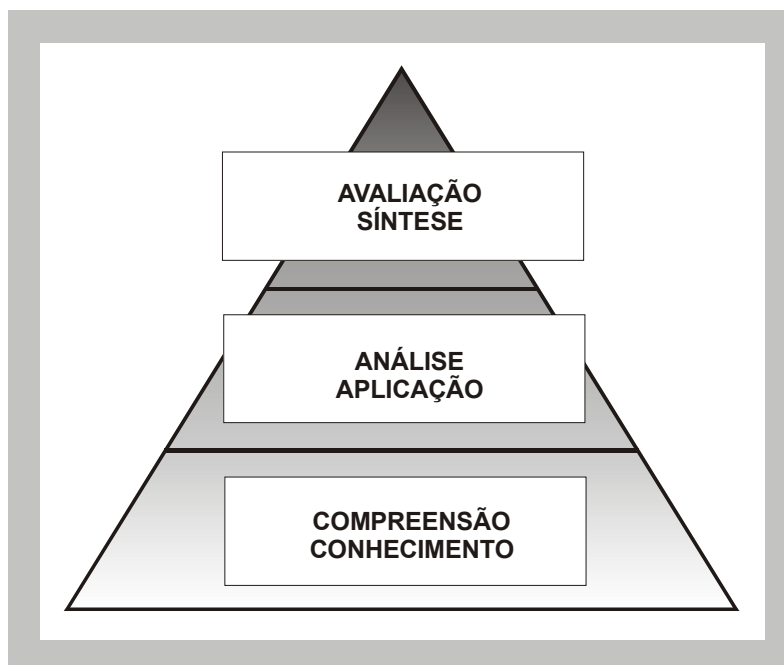 AVALIAÇÃO
SÍNTESE
ANÁLISE
APLICAÇÃO
COMPREENSÃO
CONHECIMENTO